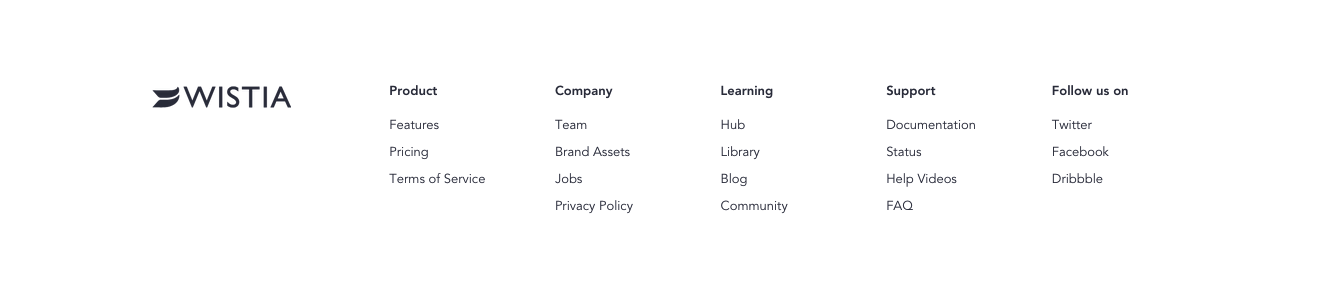 WISTIA
Product
Features
Pricing
Terms of Service
Company
Team
Brand Assets
Jobs
Privacy Policy
Learning
Hub
Library
Blog
Community
Support
Documentation
Status
Help Videos
FAQ
Follow us on
Twitter
Facebook
Dribbble